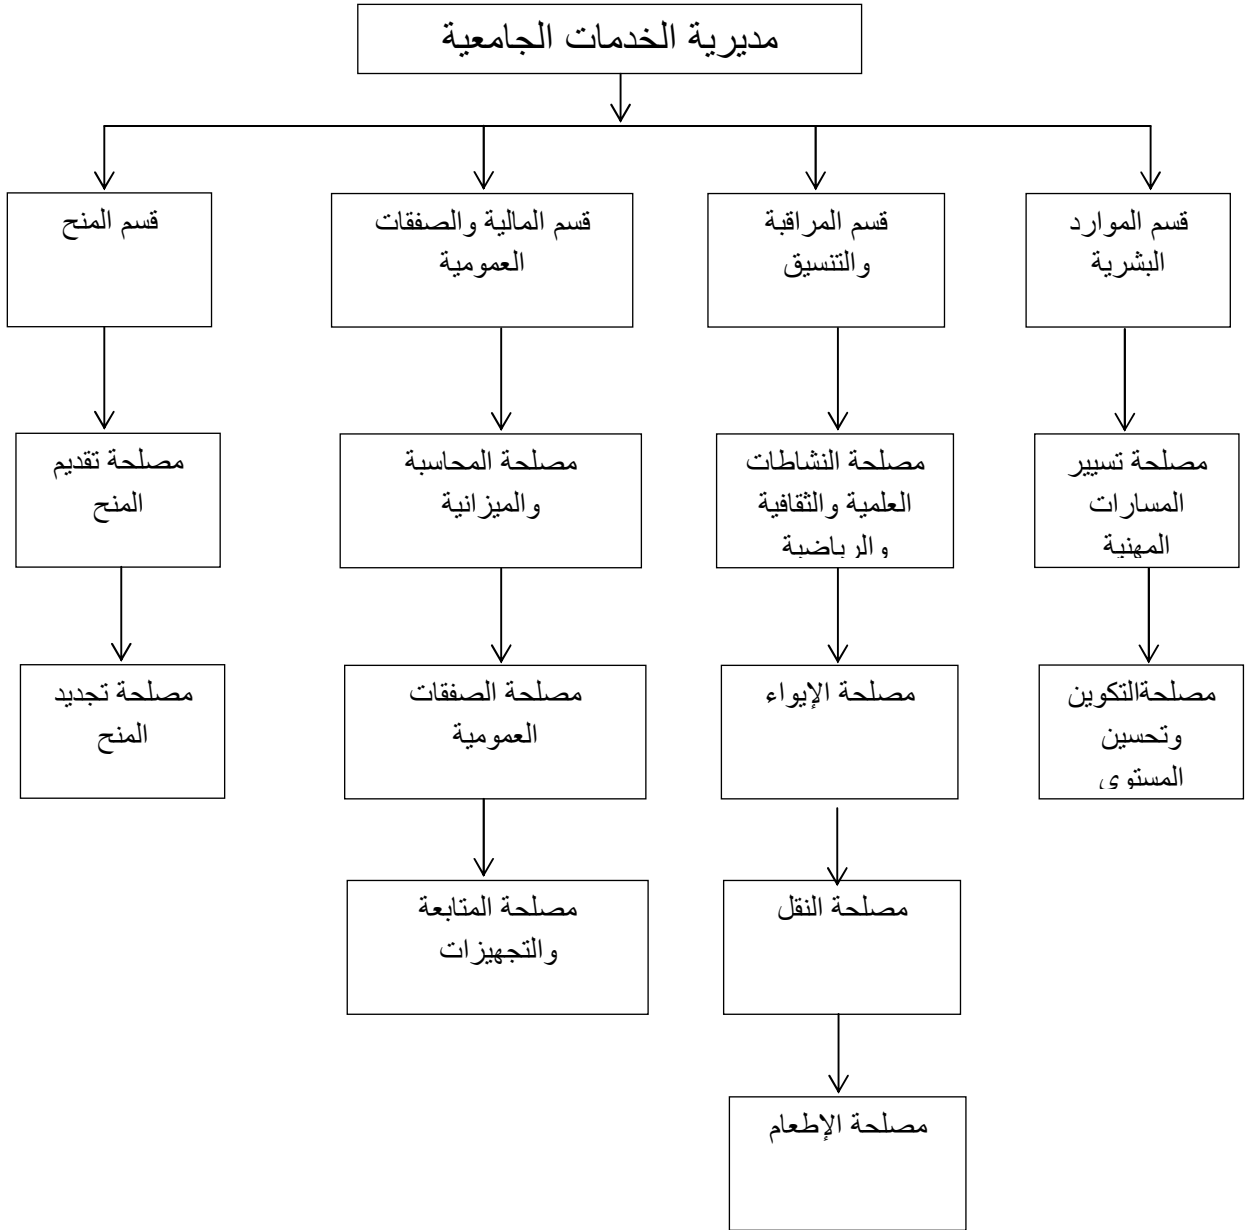 مديرية الخدمات الجامعية
قسم الموارد
البشرية
قسم المراقبة
والتنسيق
قسم المالية والصفقات
العمومية
قسم المنح
مصلحة تسيير
المسارات
المهنية
مصلحة النشاطات
العلمية والثقافية
والرياضية
مصلحة المحاسبة
والميزانية
مصلحة تقديم
المنح
مصلحةالتكوين
وتحسين
المستوى
مصلحة الإيواء
مصلحة الصفقات
العمومية
مصلحة تجديد
المنح
مصلحة النقل
مصلحة المتابعة
والتجهيزات
مصلحة الإطعام